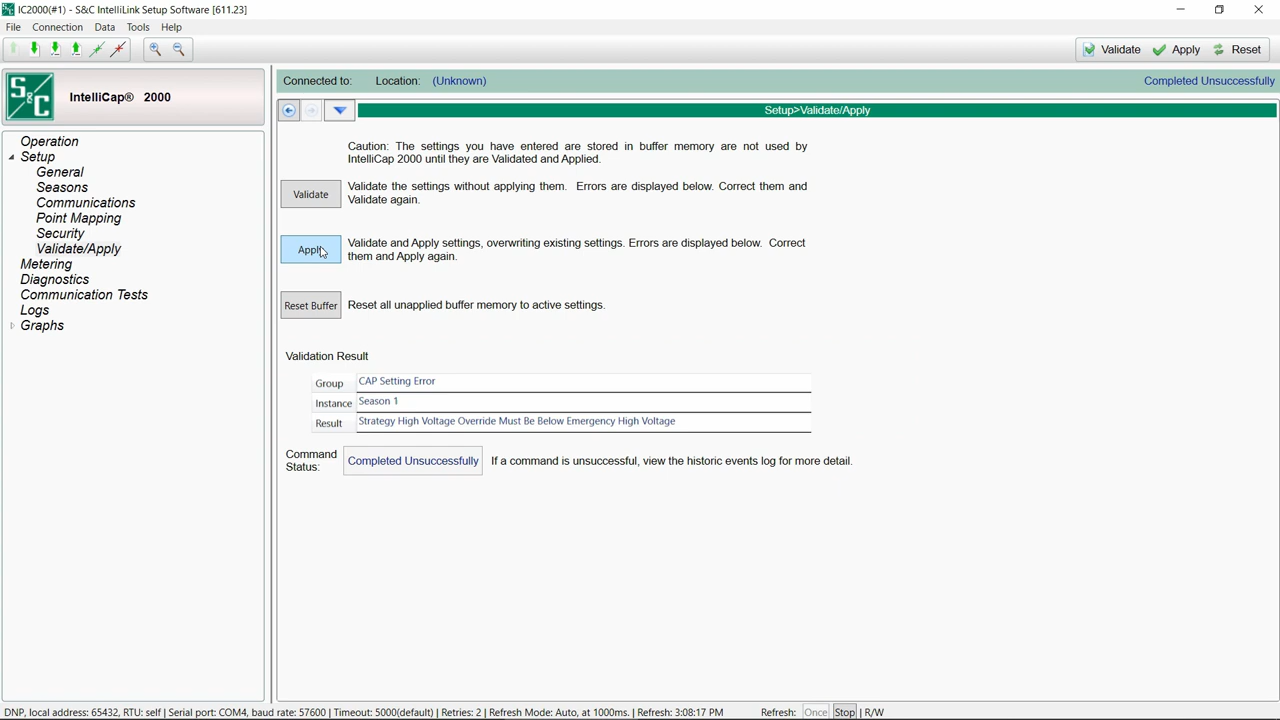 IC2000(#1) - S&C IntelliLink Setup Software [611.23]
File Connection Data Tools Help
Validate Apply Reset
S&C IntelliCap® 2000
Connected to: Location: (Unknown) Completed Unsuccessfully
Setup>Validate/Apply
Operation
Setup
General
Seasons
Communications
Point Mapping
Security
Validate/Apply
Metering
Diagnostics
Communication Tests
Logs
Graphs
Caution: The settings you have entered are stored in buffer memory are not used by
IntelliCap 2000 until they are Validated and Applied.
Validate Validate the settings without applying them. Errors are displayed below. Correct them and
Validate again.
Apply Validate and Apply settings, overwriting existing settings. Errors are displayed below. Correct
them and Apply again.
Reset Buffer Reset all unapplied buffer memory to active settings.
Validation Result
Group CAP Setting Error
Instance Season 1
Result Strategy High Voltage Override Must Be Below Emergency High Voltage
Command
Status: Completed Unsuccessfully If a command is unsuccessful, view the historic events log for more detail.
DNP, local address: 65432, RTU: self | Serial port: COM4, baud rate: 57600 | Timeout: 5000(default) | Retries: 2 | Refresh Mode: Auto, at 1000ms. | Refresh: 3:08:17 PM Refresh: Once Stop | R/W